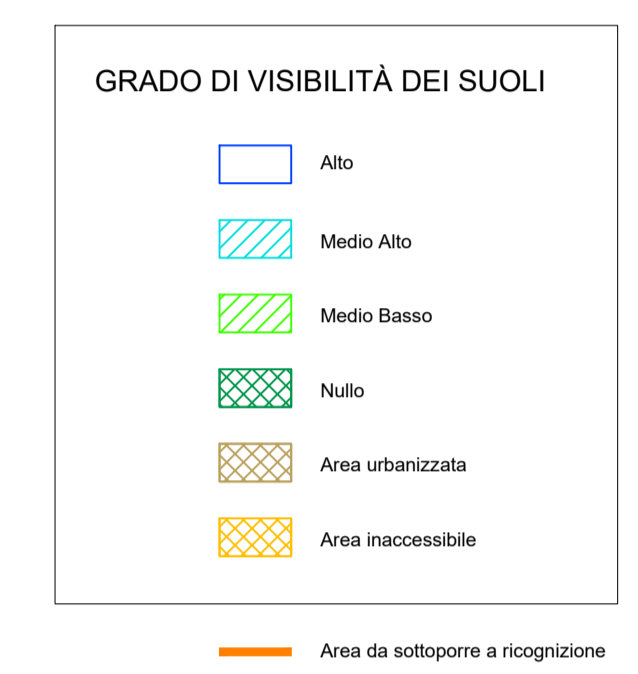 GRADO DI VISIBILITÀ DEI SUOLI
Alto
Medio Alto
Medio Basso
Nullo
Area urbanizzata
Area inaccessibile
Area da sottoporre a ricognizione